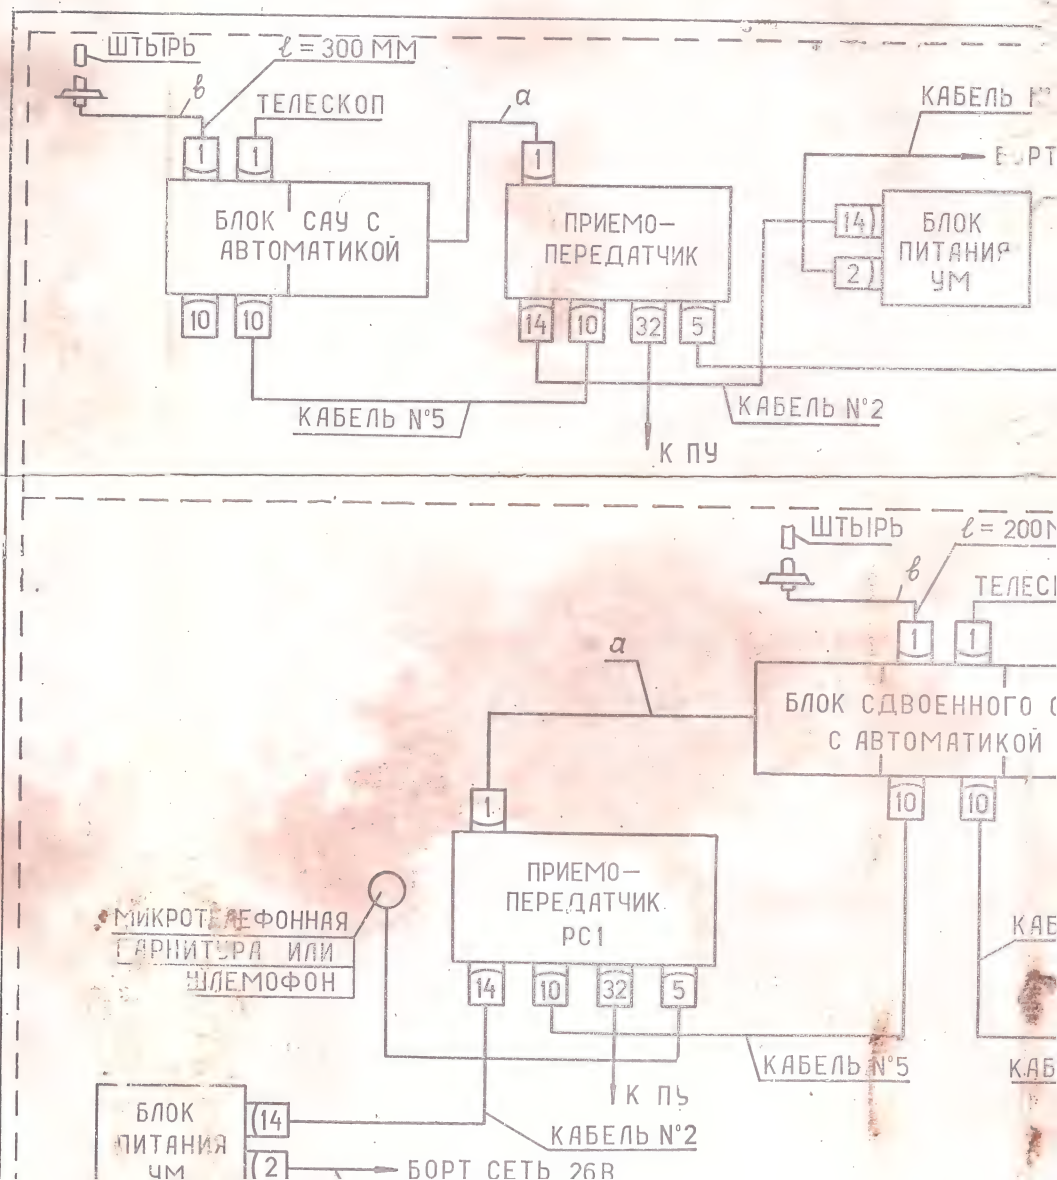 ШТЫРЬ
ℓ = 300 ММ
в
ТЕЛЕСКОП
а
КАБЕЛЬ
1
1
1
БЛОК САУ С
АВТОМАТИКОЙ
ПРИЕМО-
ПЕРЕДАТЧИК
14
2
БЛОК
ПИТАНИЯ
УМ
10
10
14
10
32
5
КАБЕЛЬ N°5
КАБЕЛЬ N°2
К ПУ
ШТЫРЬ
ℓ = 200
в
1
1
а
БЛОК СДВОЕННОГО
С АВТОМАТИКОЙ
10
10
1
ПРИЕМО-
ПЕРЕДАТЧИК
РС1
МИКРОТЕЛЕФОННАЯ
ГАРНИТУРА ИЛИ
ШЛЕМОФОН
14
10
32
5
КАБЕЛЬ N°5
К ПУ
БЛОК
ПИТАНИЯ
УМ
14
2
КАБЕЛЬ N°2
БОРТ СЕТЬ 26В